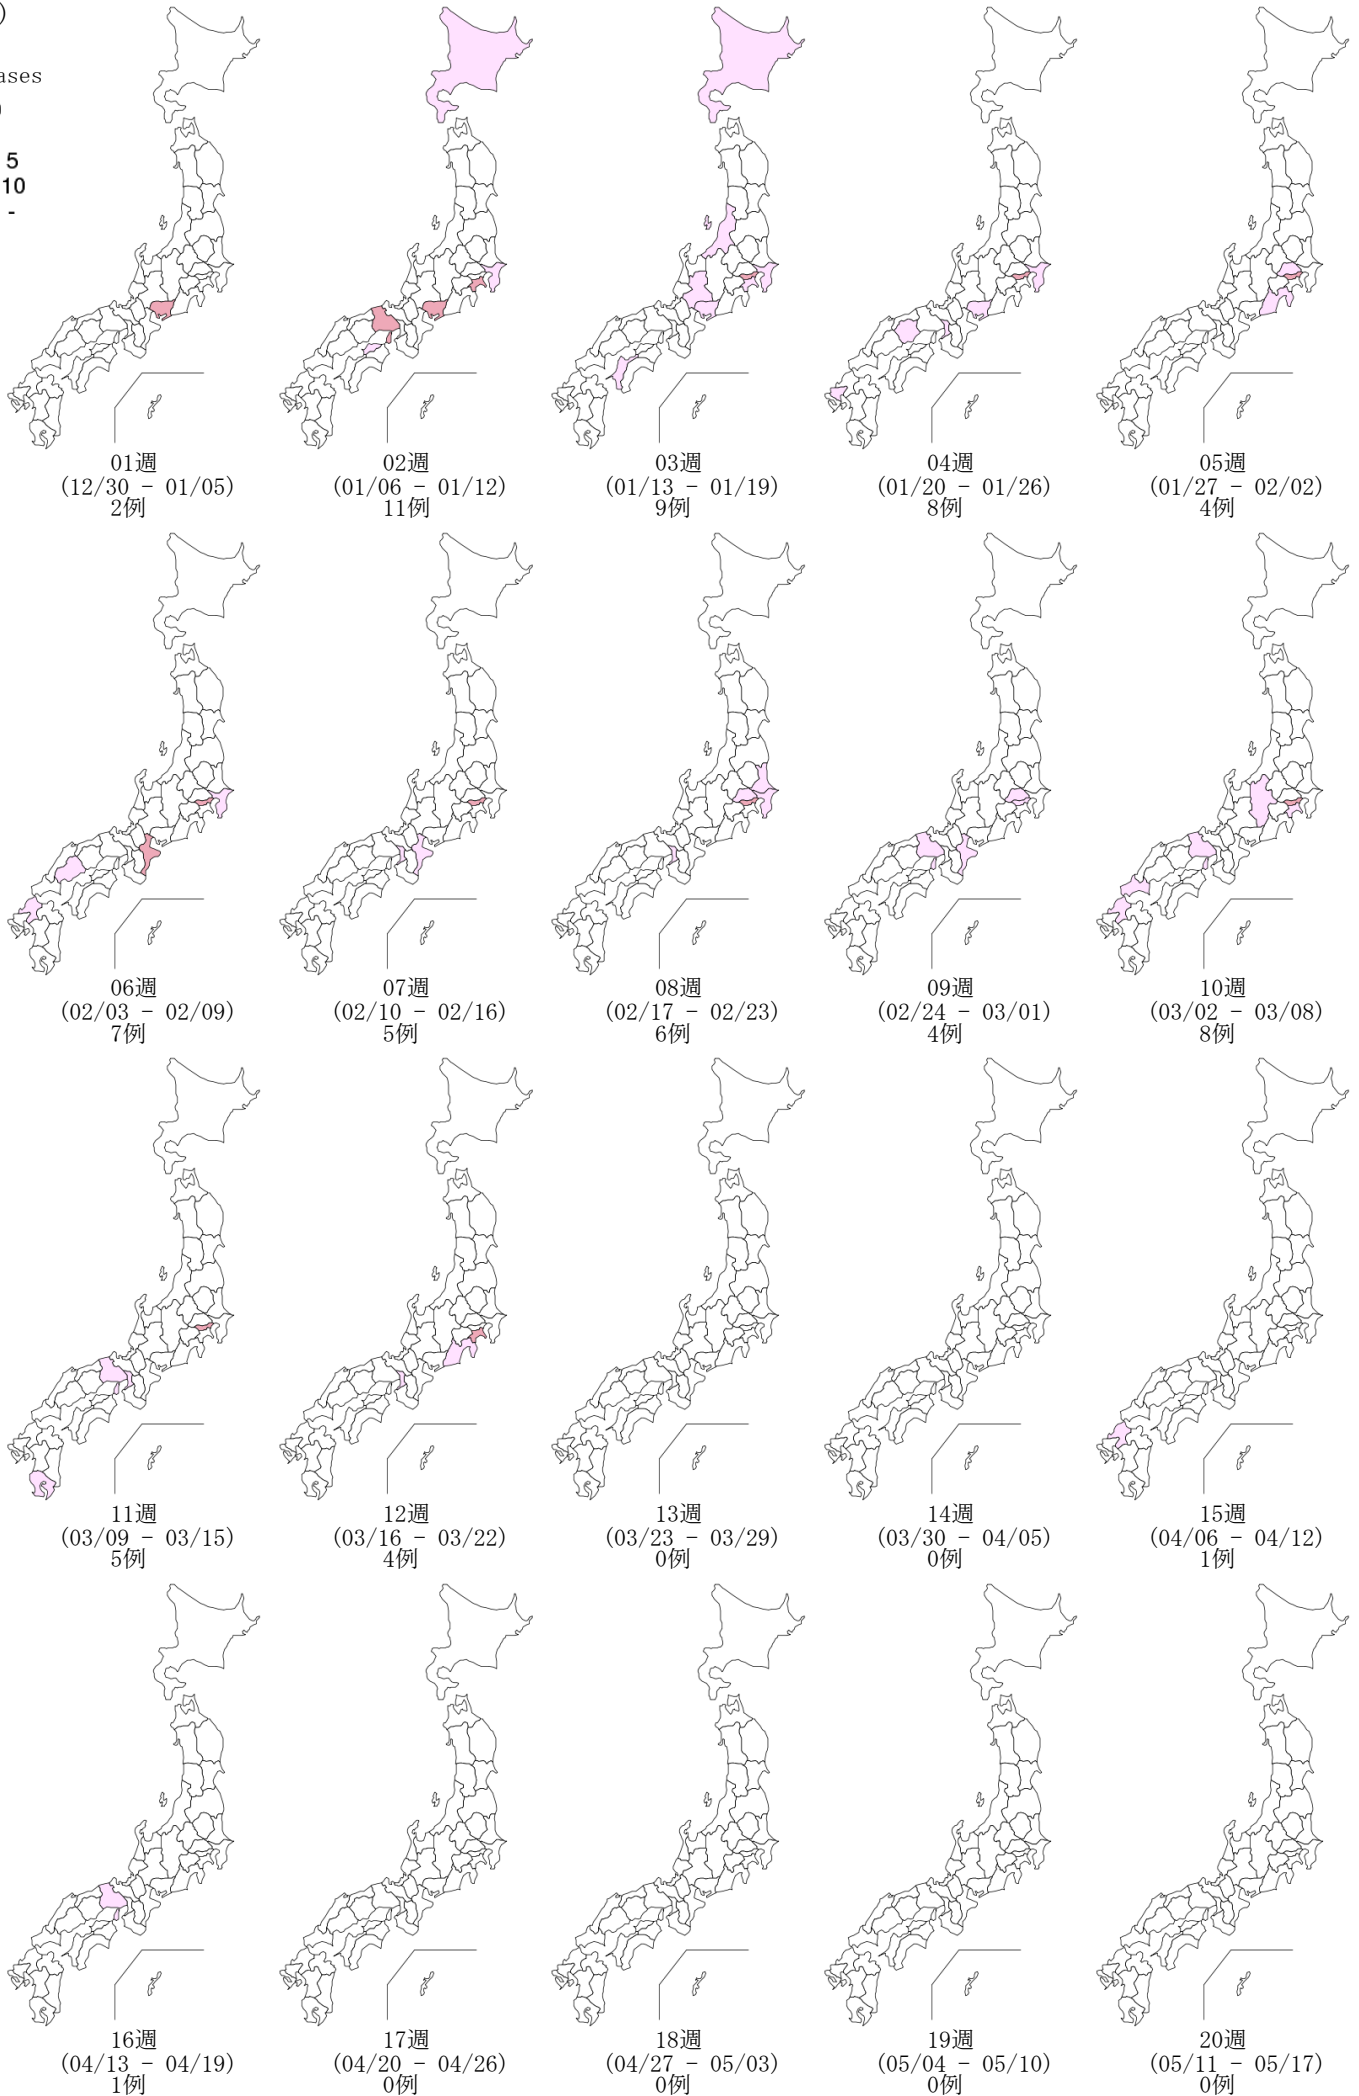 )
ases
5
10
-
01週
(12/30 - 01/05)
2例
02週
(01/06 - 01/12)
11例
03週
(01/13 - 01/19)
9例
04週
(01/20 - 01/26)
8例
05週
(01/27 - 02/02)
4例
06週
(02/03 - 02/09)
7例
07週
(02/10 - 02/16)
5例
08週
(02/17 - 02/23)
6例
09週
(02/24 - 03/01)
4例
10週
(03/02 - 03/08)
8例
11週
(03/09 - 03/15)
5例
12週
(03/16 - 03/22)
4例
13週
(03/23 - 03/29)
0例
14週
(03/30 - 04/05)
0例
15週
(04/06 - 04/12)
1例
16週
(04/13 - 04/19)
1例
17週
(04/20 - 04/26)
0例
18週
(04/27 - 05/03)
0例
19週
(05/04 - 05/10)
0例
20週
(05/11 - 05/17)
0例